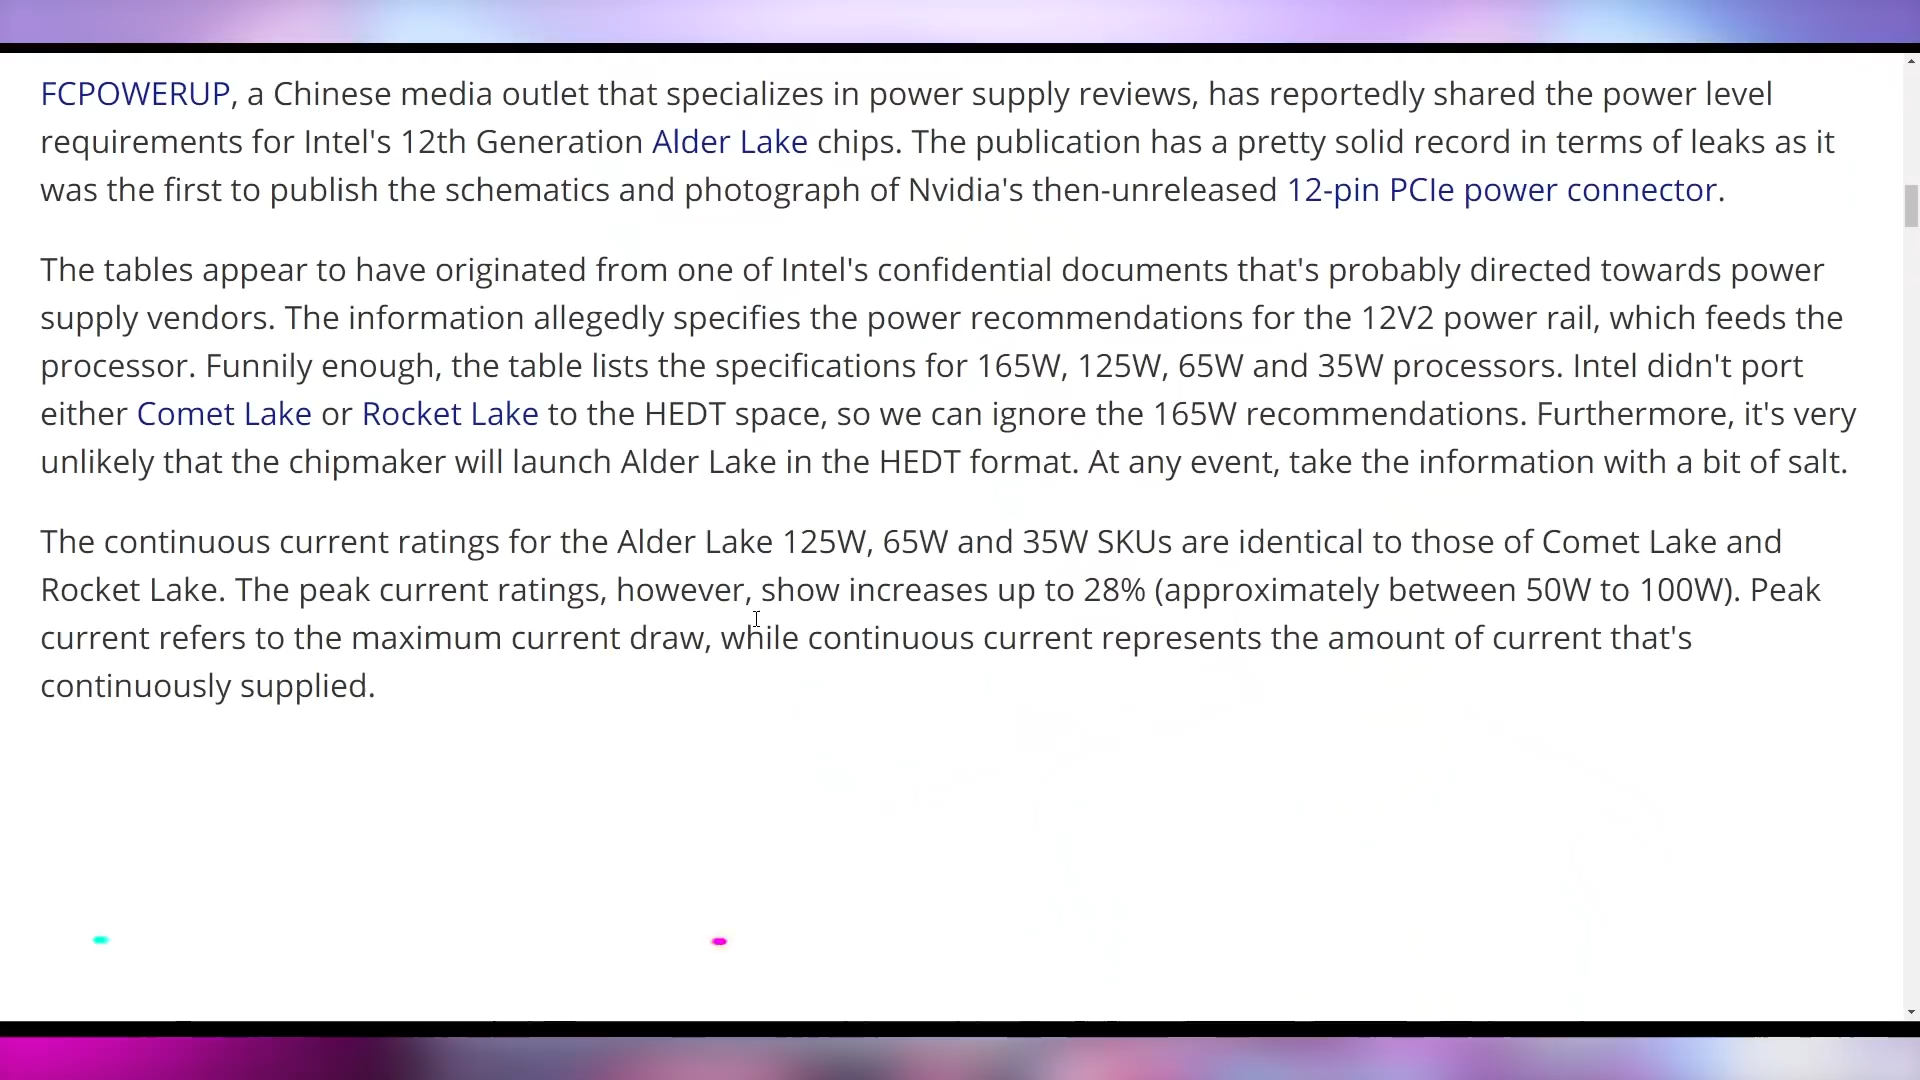 FCPOWERUP, a Chinese media outlet that specializes in power supply reviews, has reportedly shared the power level
requirements for Intel's 12th Generation Alder Lake chips. The publication has a pretty solid record in terms of leaks as it
was the first to publish the schematics and photograph of Nvidia's then-unreleased 12-pin PCIe power connector.
The tables appear to have originated from one of Intel's confidential documents that's probably directed towards power
supply vendors. The information allegedly specifies the power recommendations for the 12V2 power rail, which feeds the
processor. Funnily enough, the table lists the specifications for 165W, 125W, 65W and 35W processors. Intel didn't port
either Comet Lake or Rocket Lake to the HEDT space, so we can ignore the 165W recommendations. Furthermore, it's very
unlikely that the chipmaker will launch Alder Lake in the HEDT format. At any event, take the information with a bit of salt.
The continuous current ratings for the Alder Lake 125W, 65W and 35W SKUs are identical to those of Comet Lake and
Rocket Lake. The peak current ratings, however, show increases up to 28% (approximately between 50W to 100W). Peak
current refers to the maximum current draw, while continuous current represents the amount of current that's
continuously supplied.